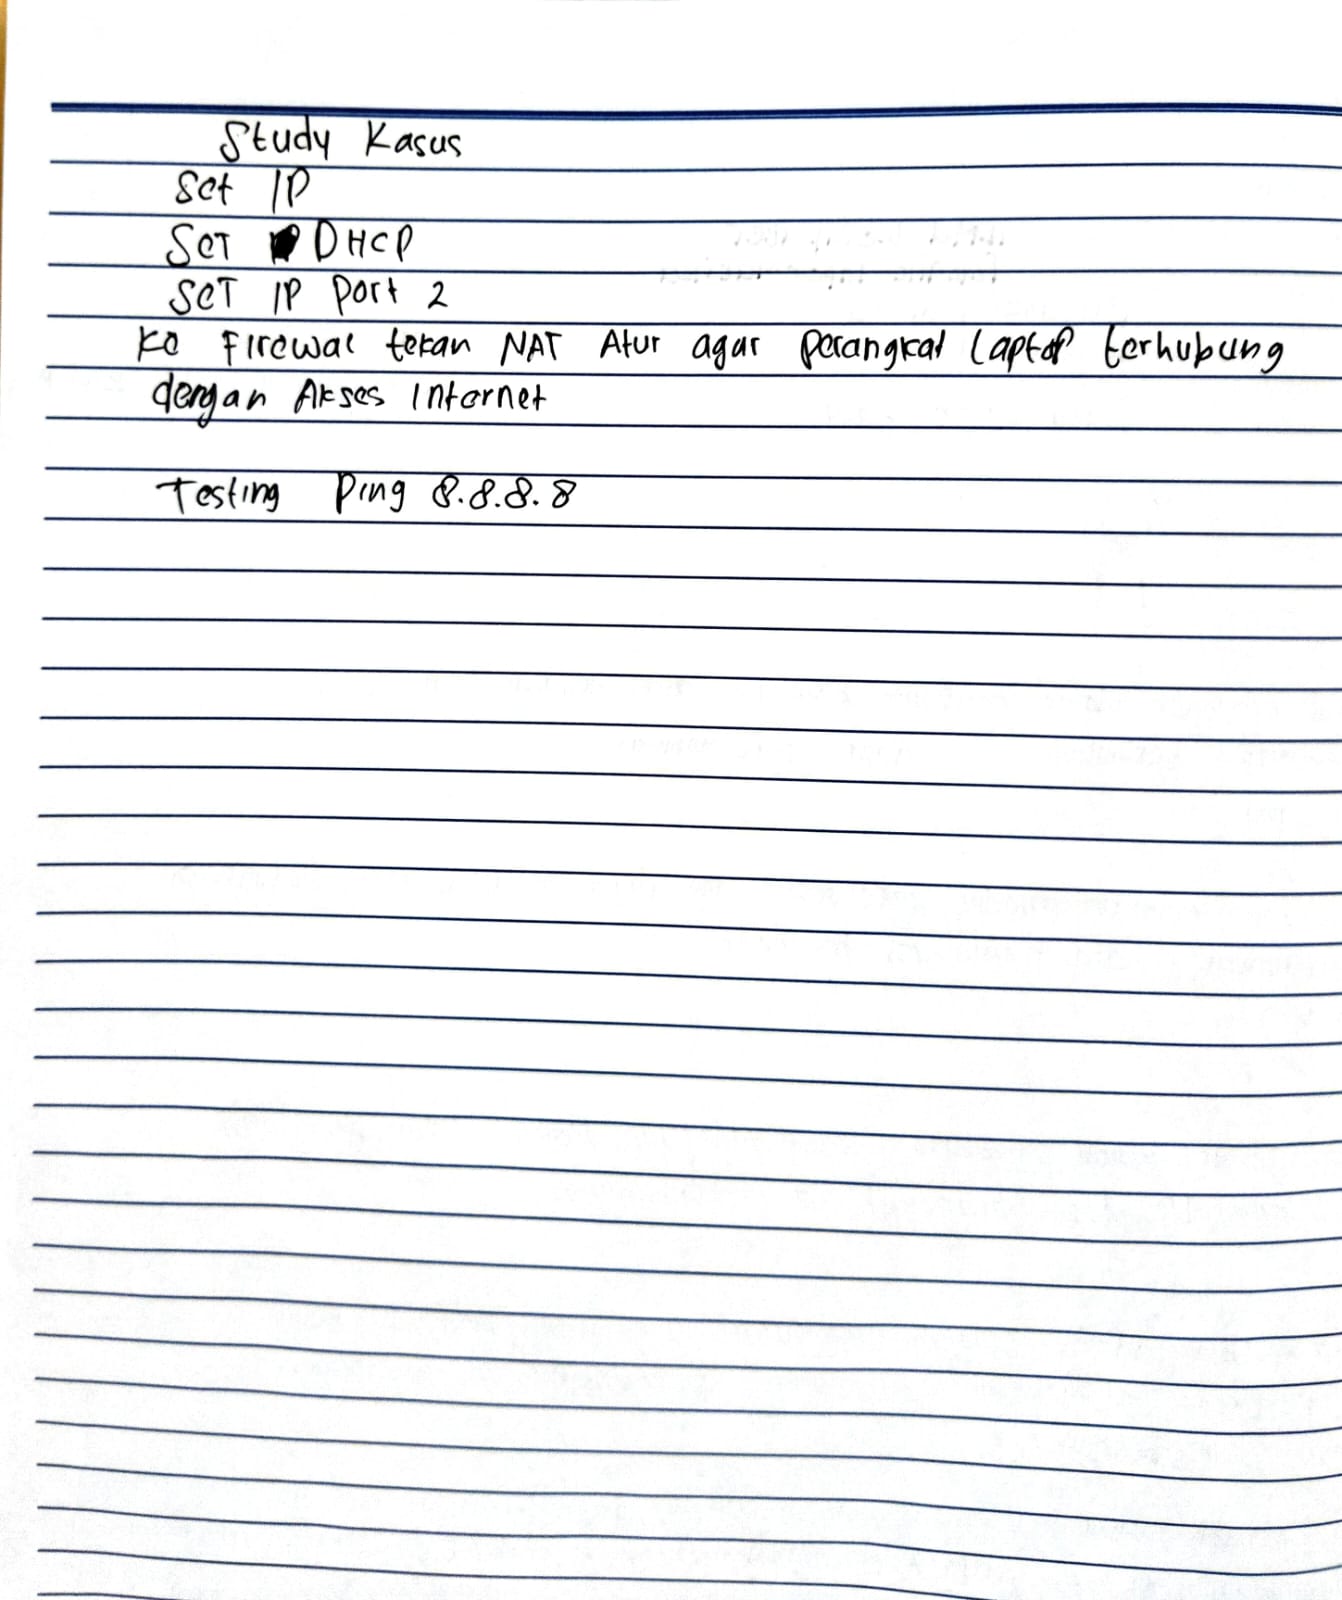 Study Kasus
Set IP
SeT DHCP
SeT IP Port 2
Ke Firewal tekan NAT Atur agar perangkat Laptop terhubung
dengan Akses Internet
Testing Ping 8.8.8.8